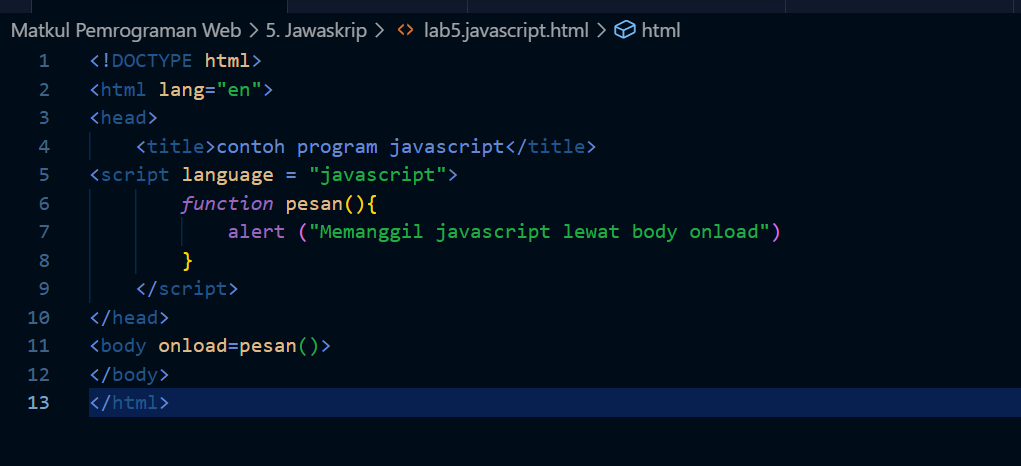 Matkul Pemrograman Web > 5. Jawaskrip > <> lab5.javascript.html > html
1 <!DOCTYPE html>
2 <html lang="en">
3 <head>
4     <title>contoh program javascript</title>
5 <script language = "javascript">
6         function pesan(){
7             alert ("Memanggil javascript lewat body onload")
8         }
9     </script>
10 </head>
11 <body onload=pesan()>
12 </body>
13 </html>